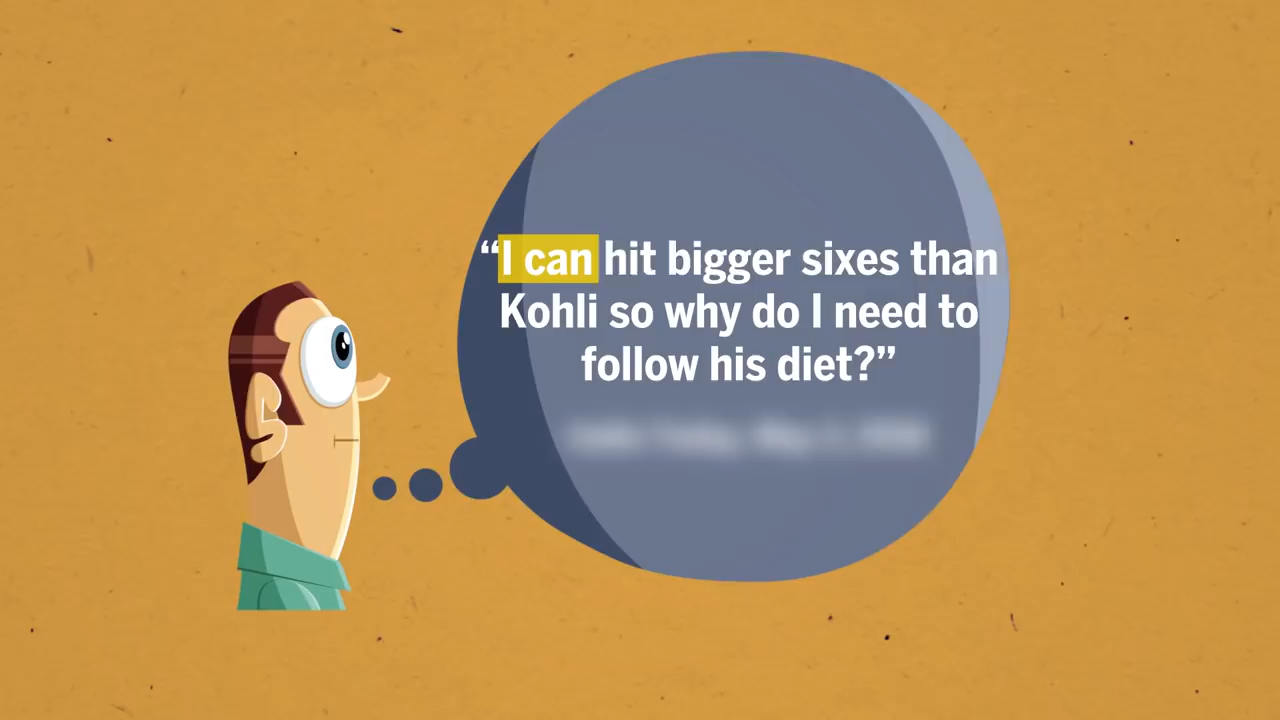 “I can hit bigger sixes than
Kohli so why do I need to
follow his diet?”